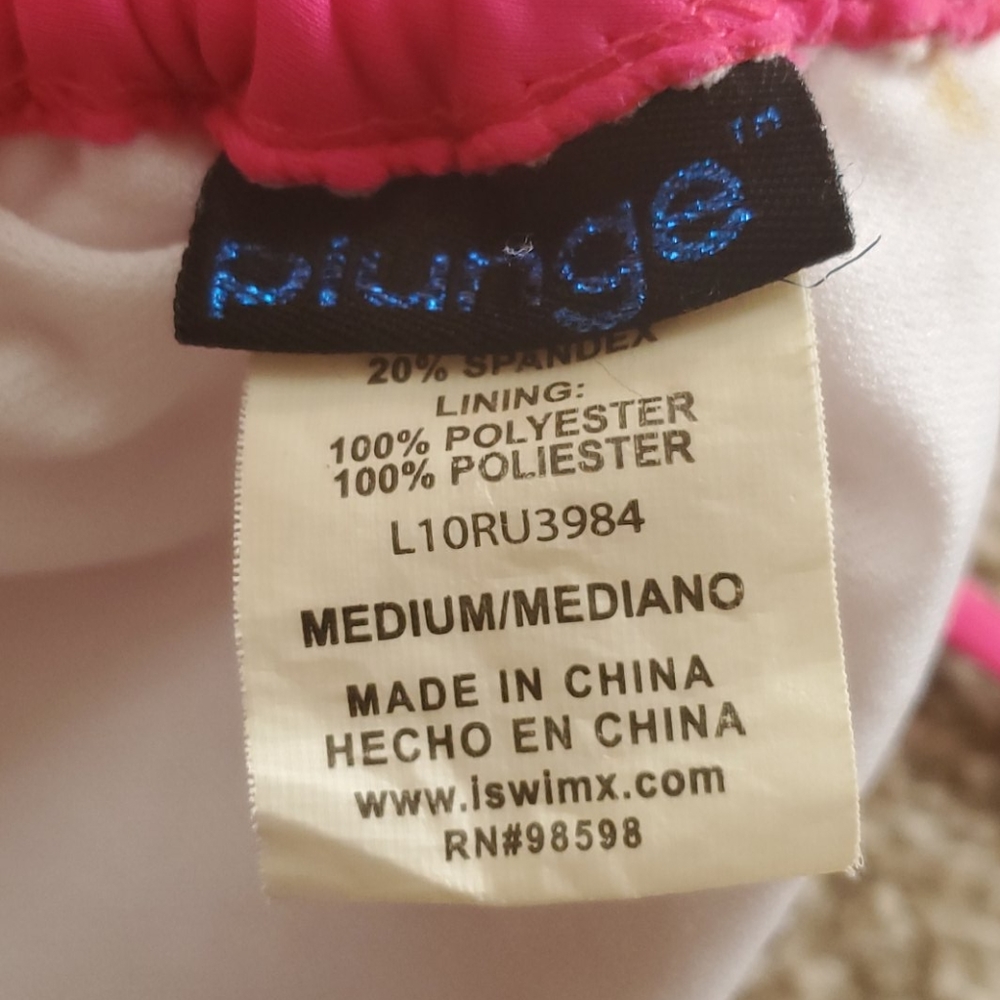 plunge™
20% SPANDEX
LINING:
100% POLYESTER
100% POLIESTER
L10RU3984
MEDIUM/MEDIANO
MADE IN CHINA
HECHO EN CHINA
www.iswimx.com
RN#98598